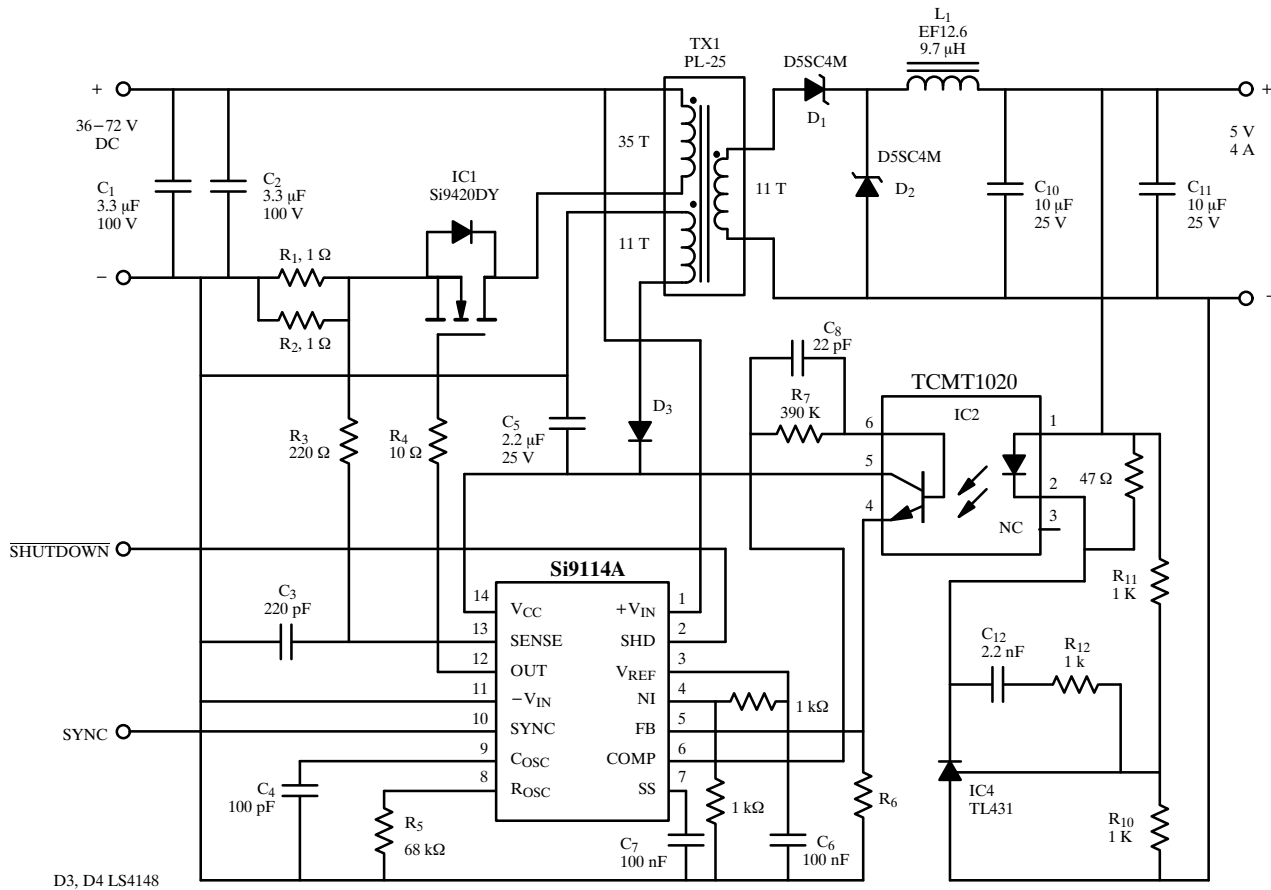 L1
EF12.6
9.7 μH
TX1
PL-25
D5SC4M
D1
+
36−72 V
DC
+
5 V
4 A
35 T
11 T
11 T
D5SC4M
D2
C1
3.3 μF
100 V
C2
3.3 μF
100 V
IC1
Si9420DY
C10
10 μF
25 V
C11
10 μF
25 V
−
−
R1, 1 Ω
R2, 1 Ω
C8
22 pF
R7
390 K
TCMT1020
IC2
6
5
4
1
2
3
NC
47 Ω
D3
C5
2.2 μF
25 V
R3
220 Ω
R4
10 Ω
SHUTDOWN
Si9114A
14
13
12
11
10
9
8
VCC
SENSE
OUT
−VIN
SYNC
COSC
ROSC
+VIN
SHD
VREF
NI
FB
COMP
SS
1
2
3
4
5
6
7
C3
220 pF
R11
1 K
C12
2.2 nF
R12
1 k
1 kΩ
SYNC
C4
100 pF
R5
68 kΩ
1 kΩ
R6
IC4
TL431
R10
1 K
C7
100 nF
C6
100 nF
D3, D4 LS4148